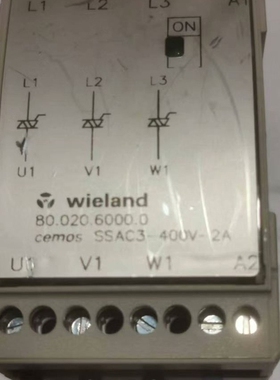 L1 L2 L3 A1
ON
L1 L2 L3
U1 V1 W1
wieland
80.020.6000.0
cemos SSAC3-400V-2A
U1 V1 W1 A2